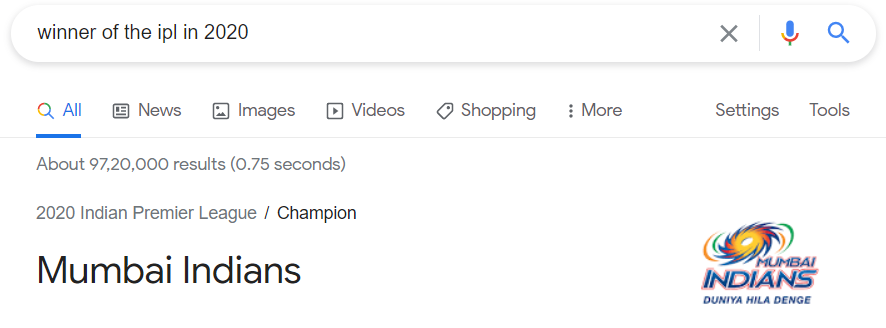 winner of the ipl in 2020
All News Images Videos Shopping More Settings Tools
About 97,20,000 results (0.75 seconds)
2020 Indian Premier League / Champion
Mumbai Indians
MUMBAI
INDIANS
DUNIYA HILA DENGE